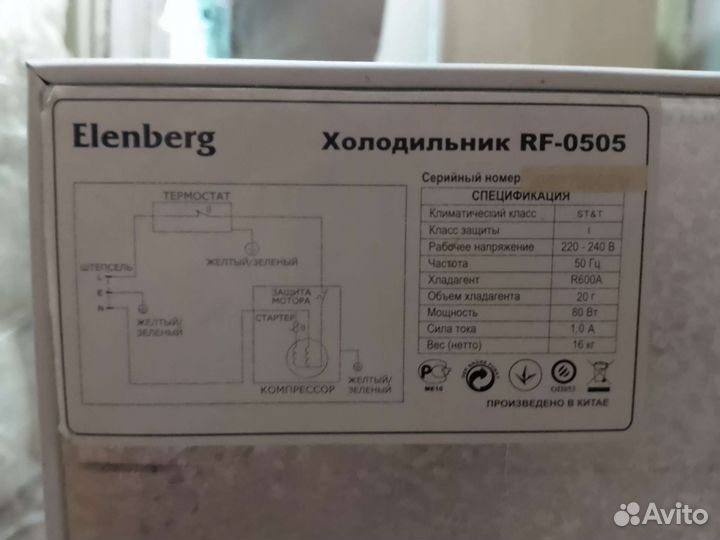 Elenberg
Холодильник RF-0505
Серийный номер
СПЕЦИФИКАЦИЯ
Климатический класс ST&T
Класс защиты I
Рабочее напряжение 220 - 240 В
Частота 50 Гц
Хладагент R600A
Объем хладагента 20 г
Мощность 80 Вт
Сила тока 1,0 А
Вес (нетто) 16 кг
ТЕРМОСТАТ
ЖЕЛТЫЙ/ЗЕЛЕНЫЙ
ШТЕПСЕЛЬ
L
E
N
ЖЕЛТЫЙ/
ЗЕЛЕНЫЙ
ЗАЩИТА
МОТОРА
СТАРТЕР
КОМПРЕССОР
ЖЕЛТЫЙ/
ЗЕЛЕНЫЙ
РС
МЕ10
ПРОИЗВЕДЕНО В КИТАЕ
Avito